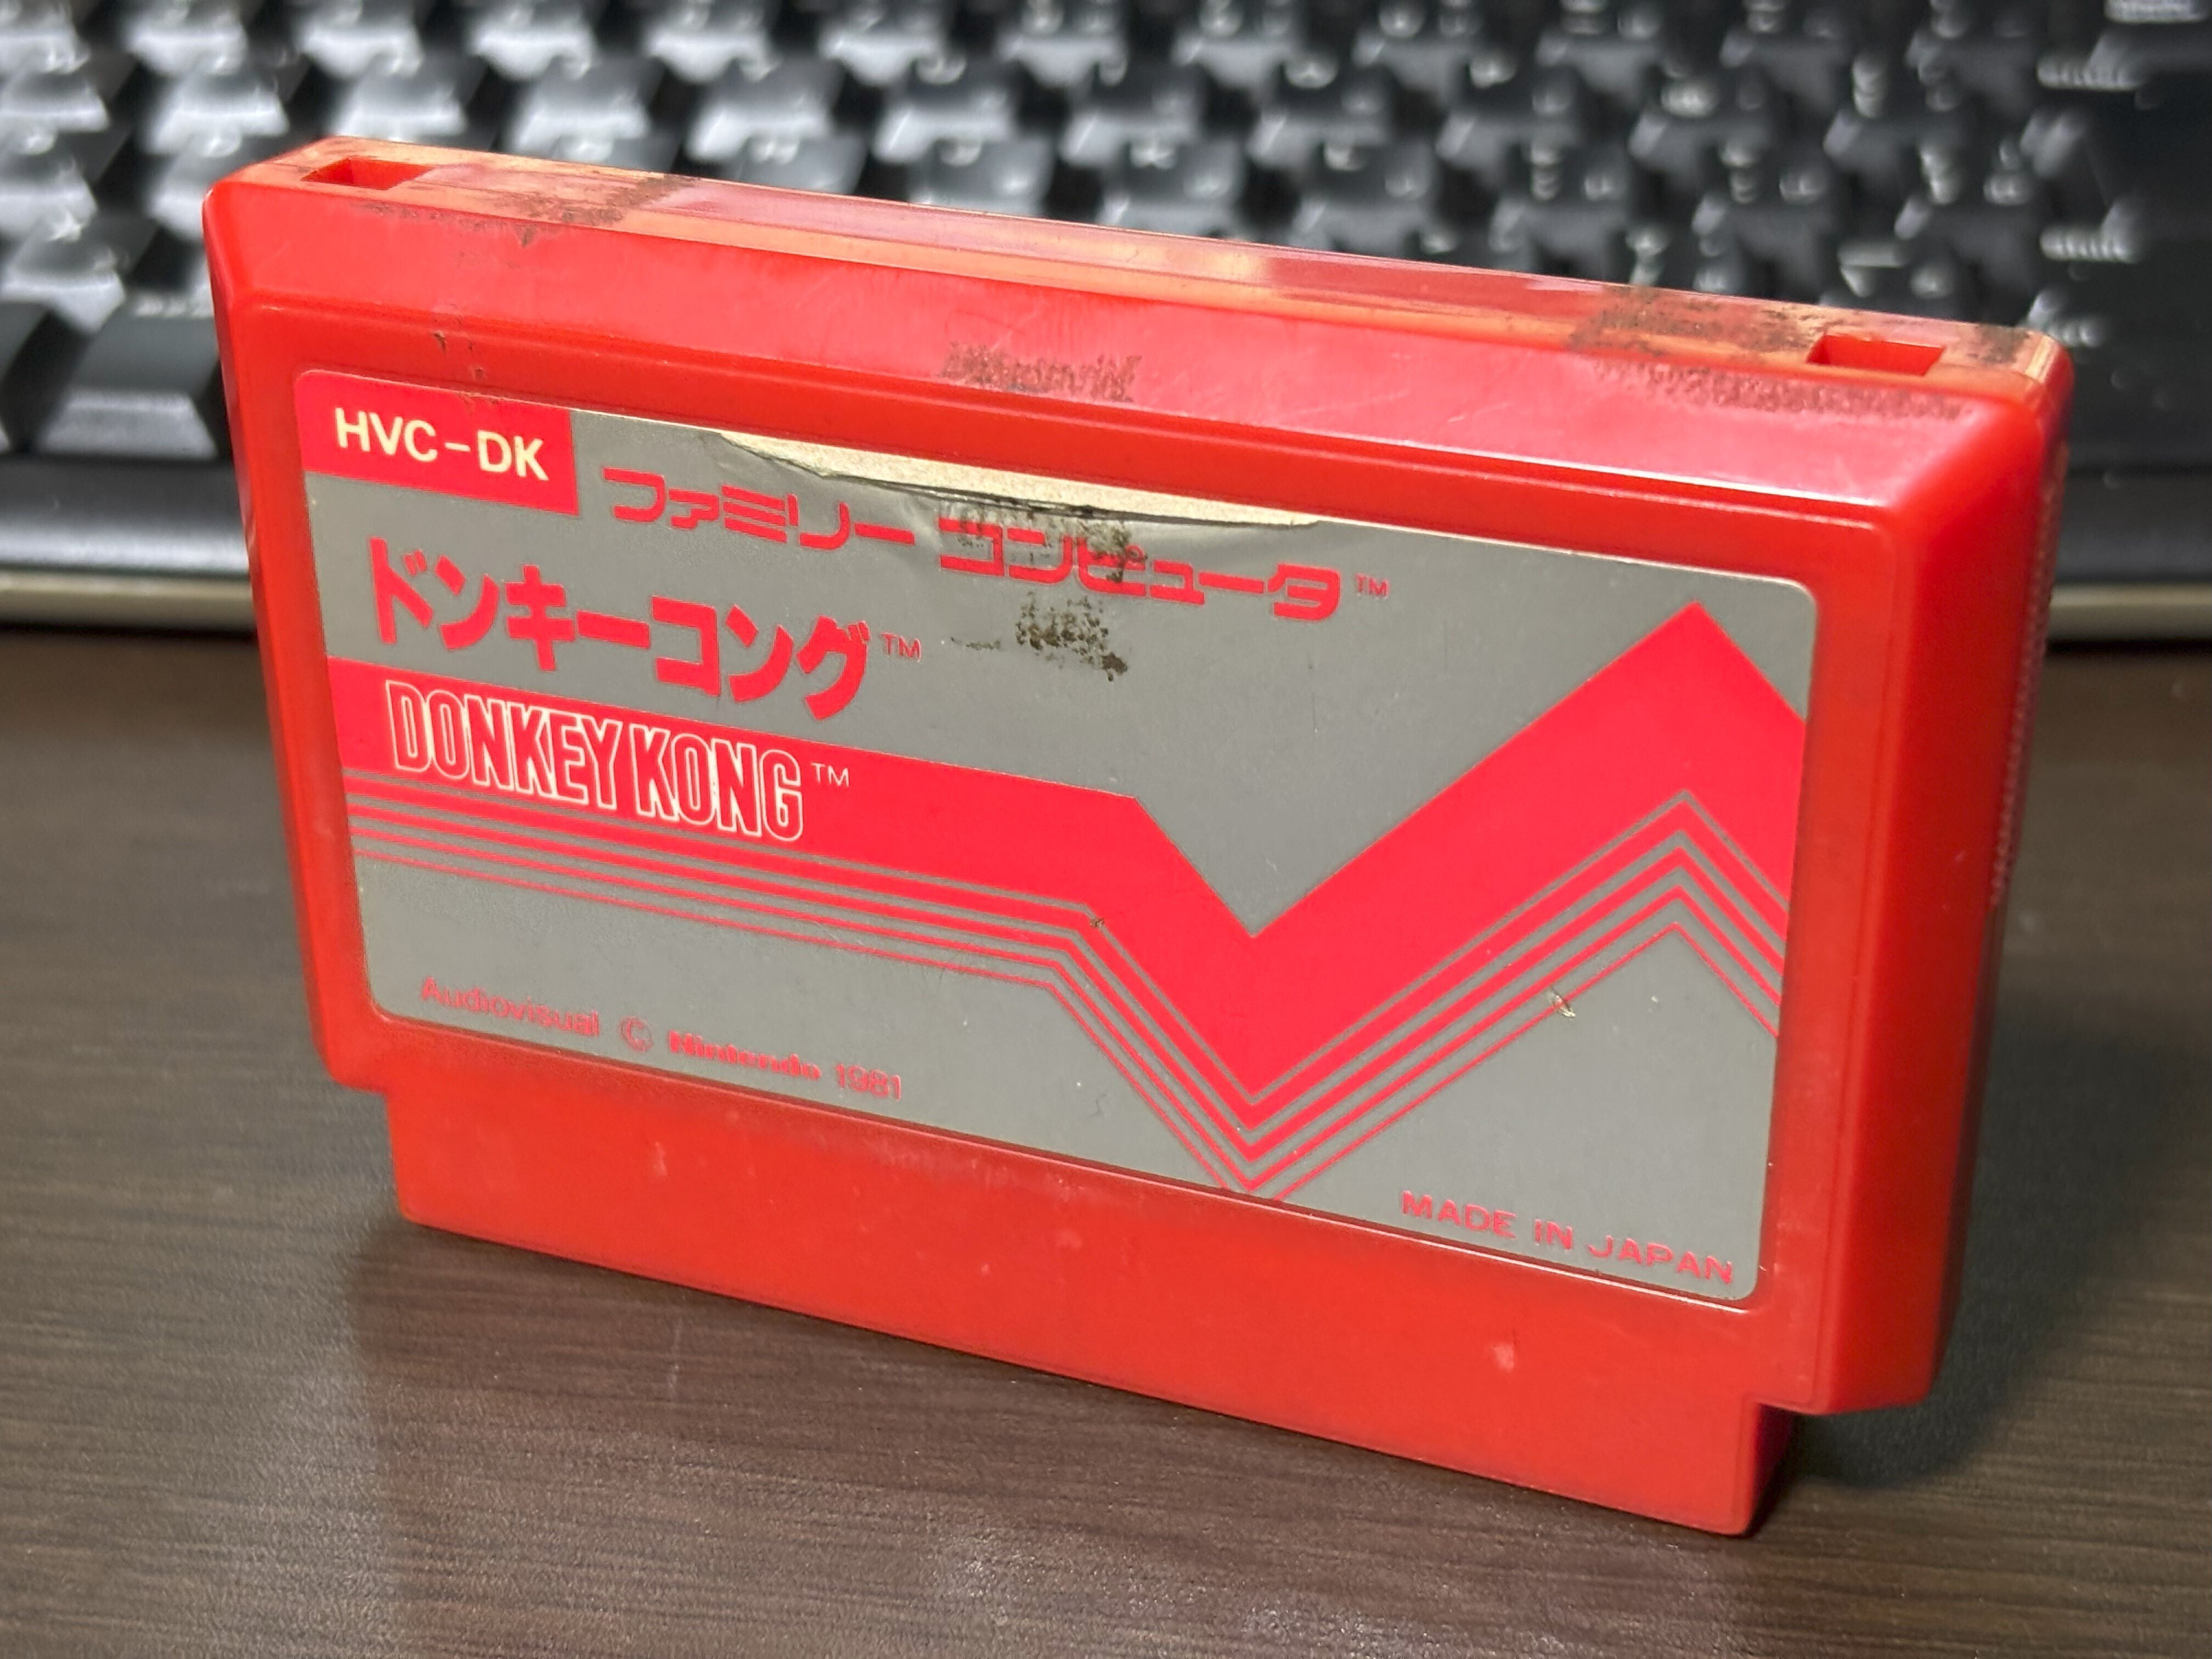 HVC-DK
ファミリー コンピュータ™
ドンキーコング™
DONKEY KONG™
Audiovisual © Nintendo 1981
MADE IN JAPAN